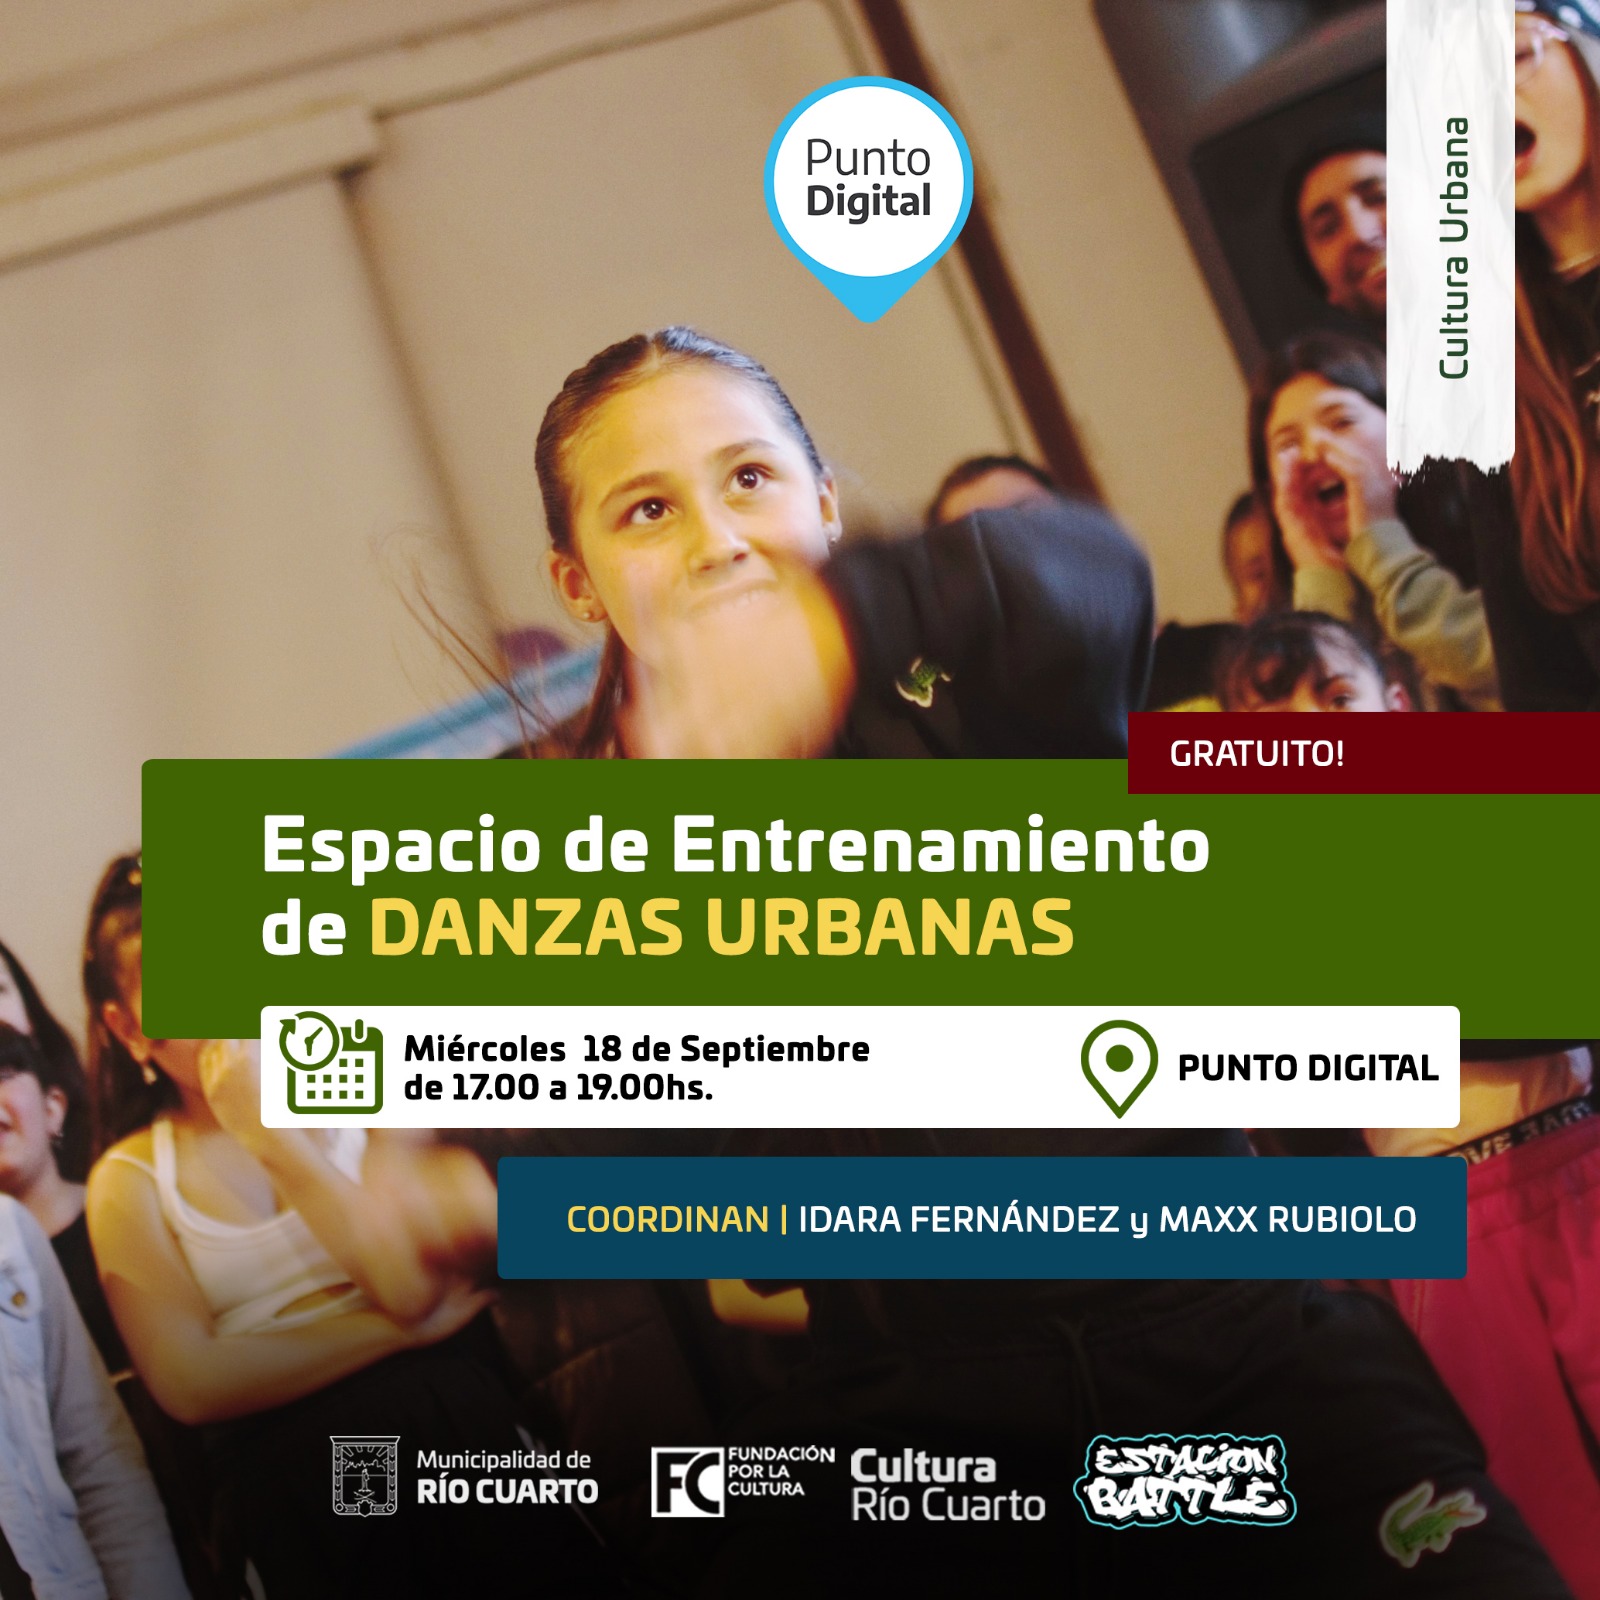 Punto
Digital
Cultura Urbana
GRATUITO!
Espacio de Entrenamiento
de DANZAS URBANAS
Miércoles 18 de Septiembre
de 17.00 a 19.00hs.
PUNTO DIGITAL
COORDINAN | IDARA FERNÁNDEZ y MAXX RUBIOLO
Municipalidad de
RÍO CUARTO
FC
FUNDACIÓN
POR LA
CULTURA
Cultura
Río Cuarto
ESTACION
BATTLE